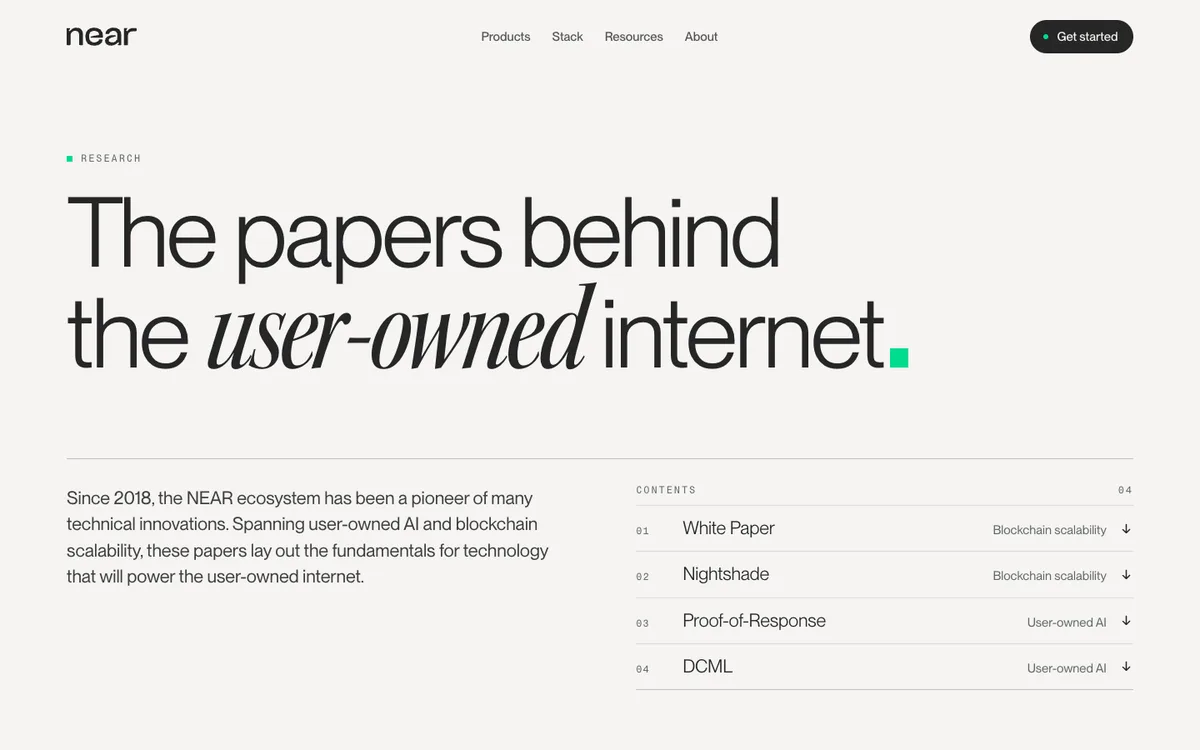 near
Products
Stack
Resources
About
Get started
RESEARCH
The papers behind
the user-owned internet.
Since 2018, the NEAR ecosystem has been a pioneer of many
technical innovations. Spanning user-owned AI and blockchain
scalability, these papers lay out the fundamentals for technology
that will power the user-owned internet.
CONTENTS 04
01 White Paper Blockchain scalability ↓
02 Nightshade Blockchain scalability ↓
03 Proof-of-Response User-owned AI ↓
04 DCML User-owned AI ↓